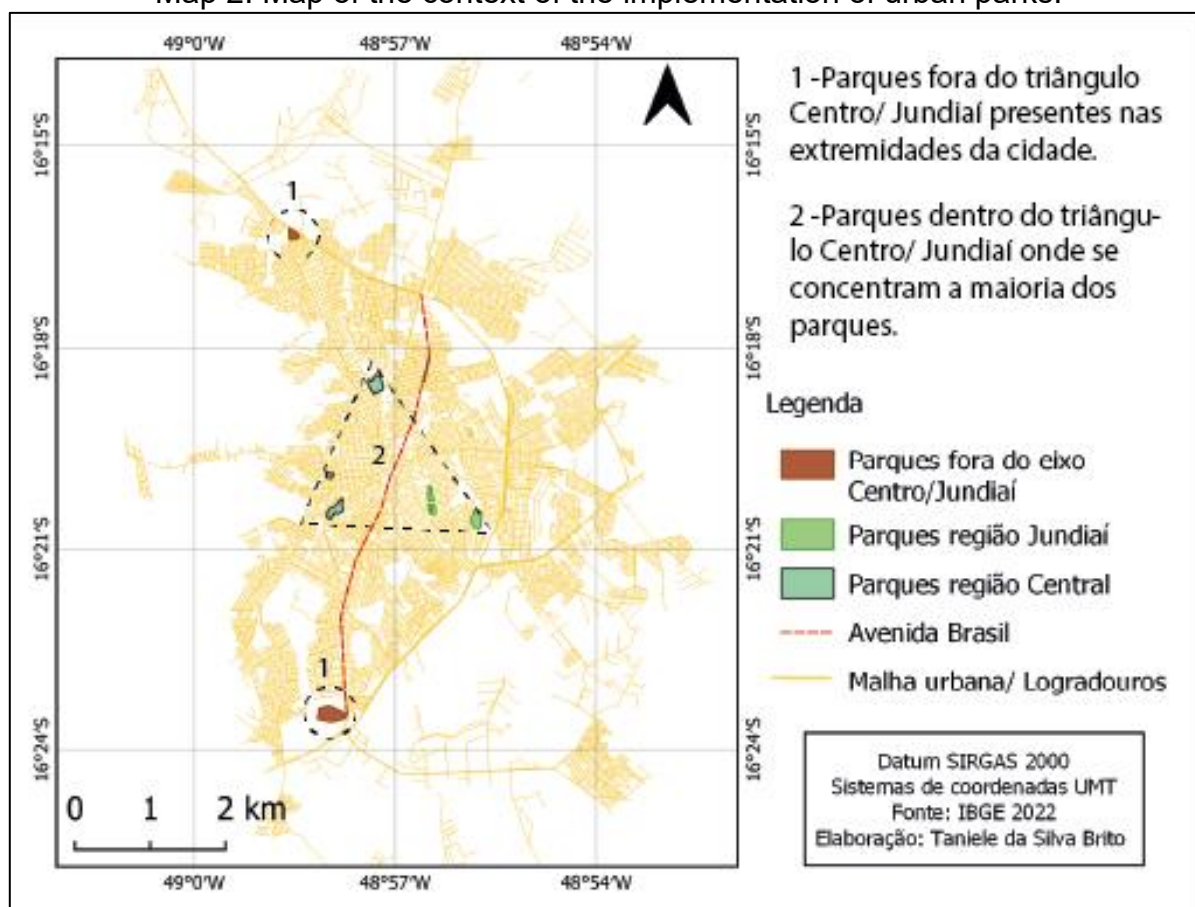 Map 2: Map of the context of the implementation of urban parks.
49°0′W 48°57′W 48°54′W
1 -Parques fora do triângulo
Centro/ Jundiaí presentes nas
extremidades da cidade.
2 -Parques dentro do triângu-
lo Centro/ Jundiaí onde se
concentram a maioria dos
parques.
16°15′S 16°15′S
1
16°18′S 16°18′S
2
16°21′S 16°21′S
1
16°24′S 16°24′S
Legenda
Parques fora do eixo
Centro/Jundiaí
Parques região Jundiaí
Parques região Central
Avenida Brasil
Malha urbana/ Logradouros
Datum SIRGAS 2000
Sistemas de coordenadas UMT
Fonte: IBGE 2022
Elaboração: Taniele da Silva Brito
0 1 2 km
49°0′W 48°57′W 48°54′W